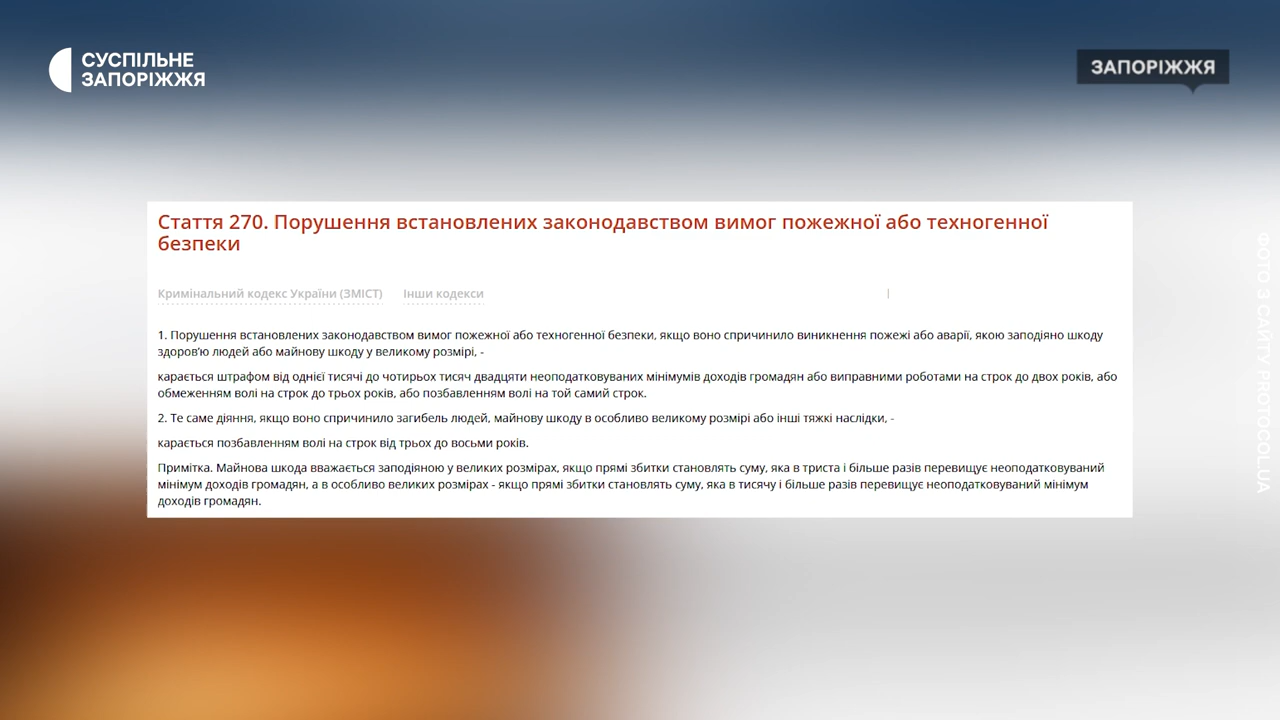 СУСПІЛЬНЕ
ЗАПОРІЖЖЯ
ЗАПОРІЖЖЯ
Стаття 270. Порушення встановлених законодавством вимог пожежної або техногенної
безпеки
Кримінальний кодекс України (ЗМІСТ) Інши кодекси
1. Порушення встановлених законодавством вимог пожежної або техногенної безпеки, якщо воно спричинило виникнення пожежі або аварії, якою заподіяно шкоду
здоров’ю людей або майнову шкоду у великому розмірі, -
карається штрафом від однієї тисячі до чотирьох тисяч двадцяти неоподатковуваних мінімумів доходів громадян або виправними роботами на строк до двох років, або
обмеженням волі на строк до трьох років, або позбавленням волі на той самий строк.
2. Те саме діяння, якщо воно спричинило загибель людей, майнову шкоду в особливо великому розмірі або інші тяжкі наслідки, -
карається позбавленням волі на строк від трьох до восьми років.
Примітка. Майнова шкода вважається заподіяною у великих розмірах, якщо прямі збитки становлять суму, яка в триста і більше разів перевищує неоподатковуваний
мінімум доходів громадян, а в особливо великих розмірах - якщо прямі збитки становлять суму, яка в тисячу і більше разів перевищує неоподатковуваний мінімум
доходів громадян.
ФОТО З САЙТУ PROTOCOL.UA